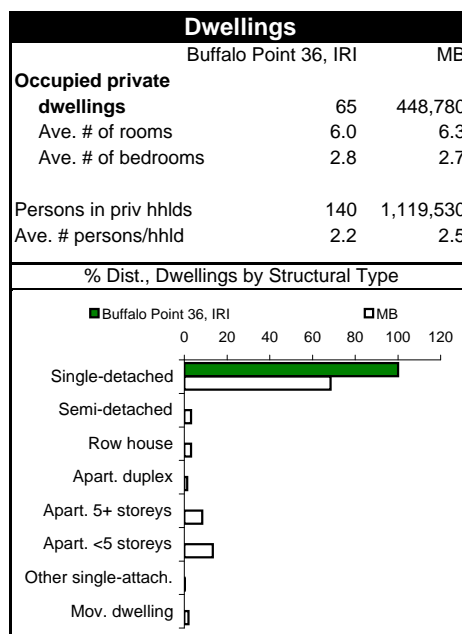 Dwellings
Buffalo Point 36, IRI MB
Occupied private
dwellings 65 448,780
Ave. # of rooms 6.0 6.3
Ave. # of bedrooms 2.8 2.7
Persons in priv hhlds 140 1,119,530
Ave. # persons/hhld 2.2 2.5
% Dist., Dwellings by Structural Type
Buffalo Point 36, IRI MB
0 20 40 60 80 100 120
Single-detached
Semi-detached
Row house
Apart. duplex
Apart. 5+ storeys
Apart. <5 storeys
Other single-attach.
Mov. dwelling